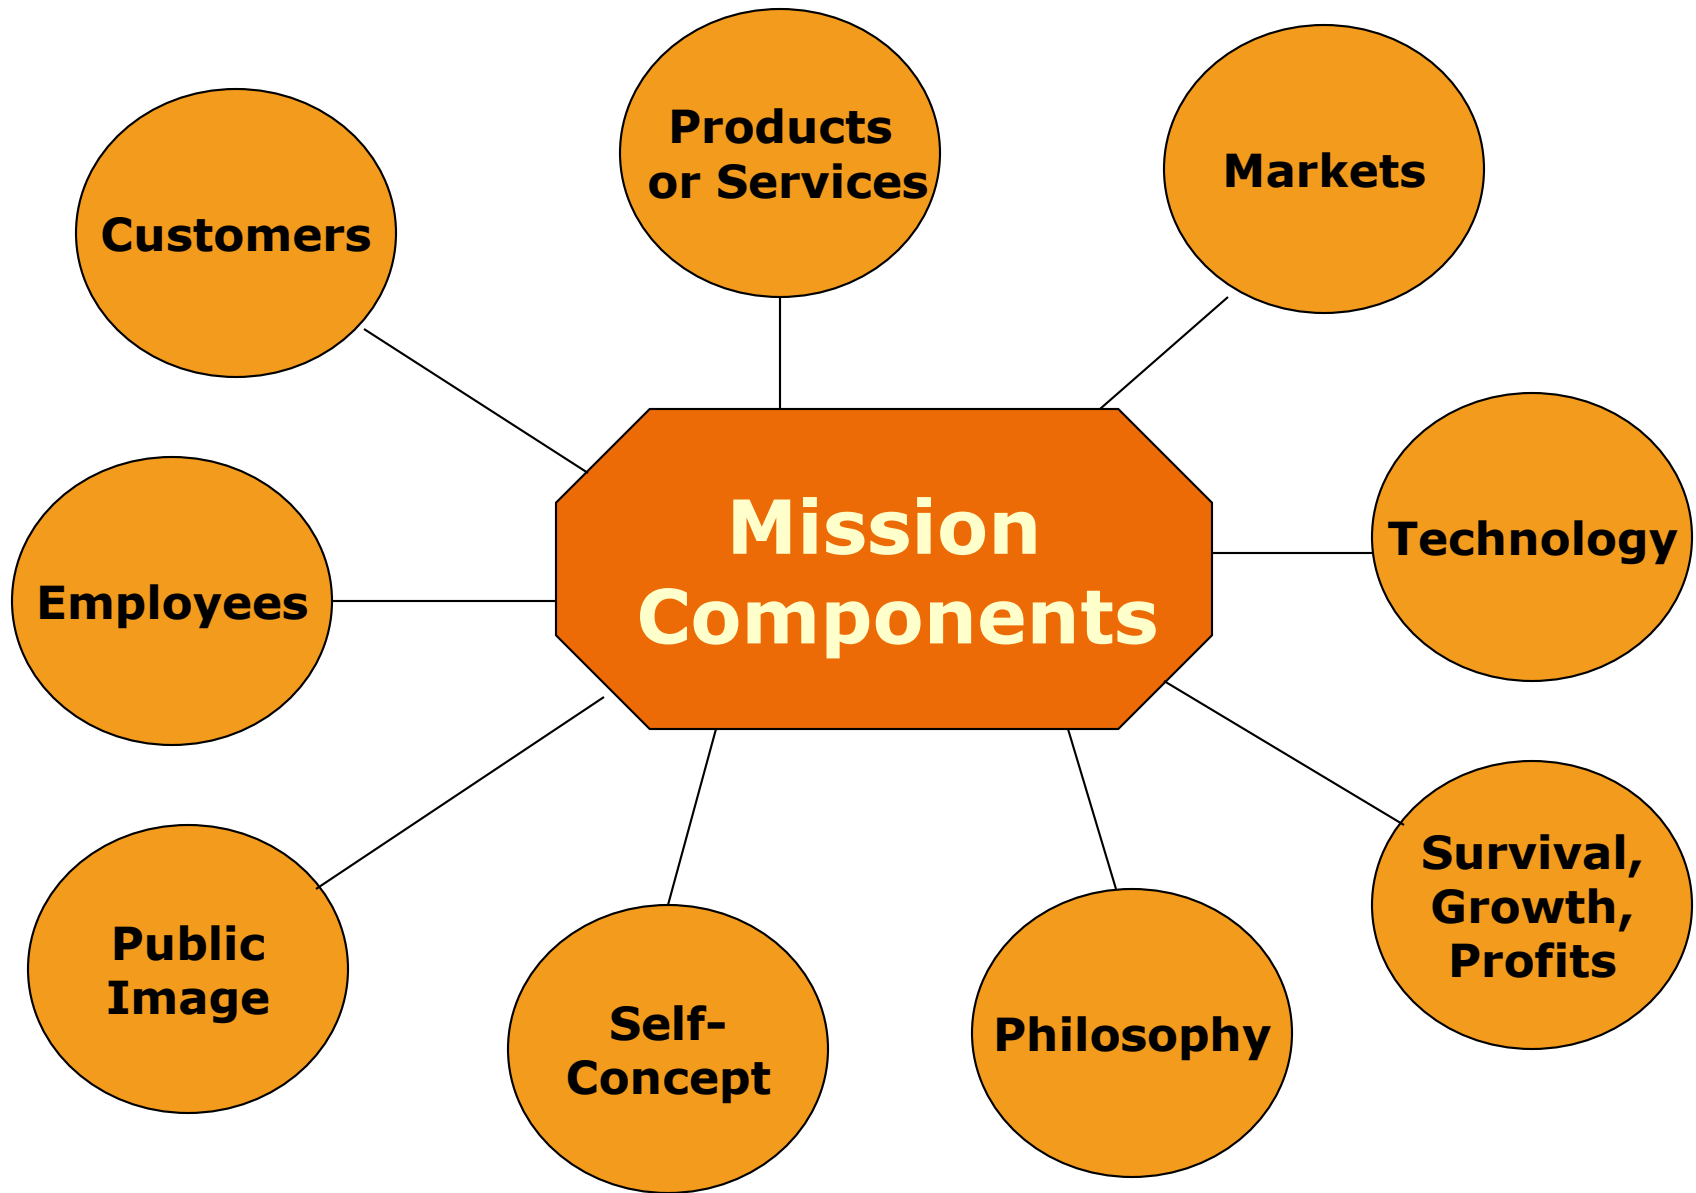 Products
or Services
Markets
Customers
Mission
Components
Technology
Employees
Survival,
Growth,
Profits
Public
Image
Self-
Concept
Philosophy